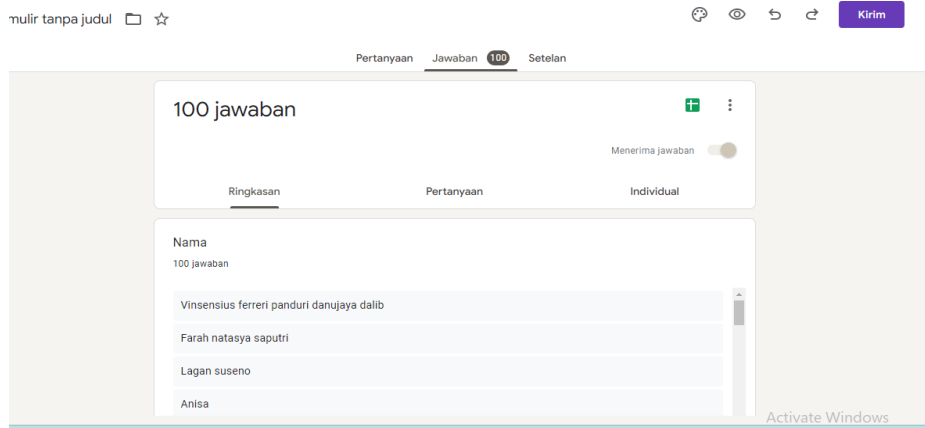 mulir tanpa judul
Kirim
Pertanyaan Jawaban 100 Setelan
100 jawaban
Menerima jawaban
Ringkasan Pertanyaan Individual
Nama
100 jawaban
Vinsensius ferreri panduri danujaya dalib
Farah natasya saputri
Lagan suseno
Anisa
Activate Windows